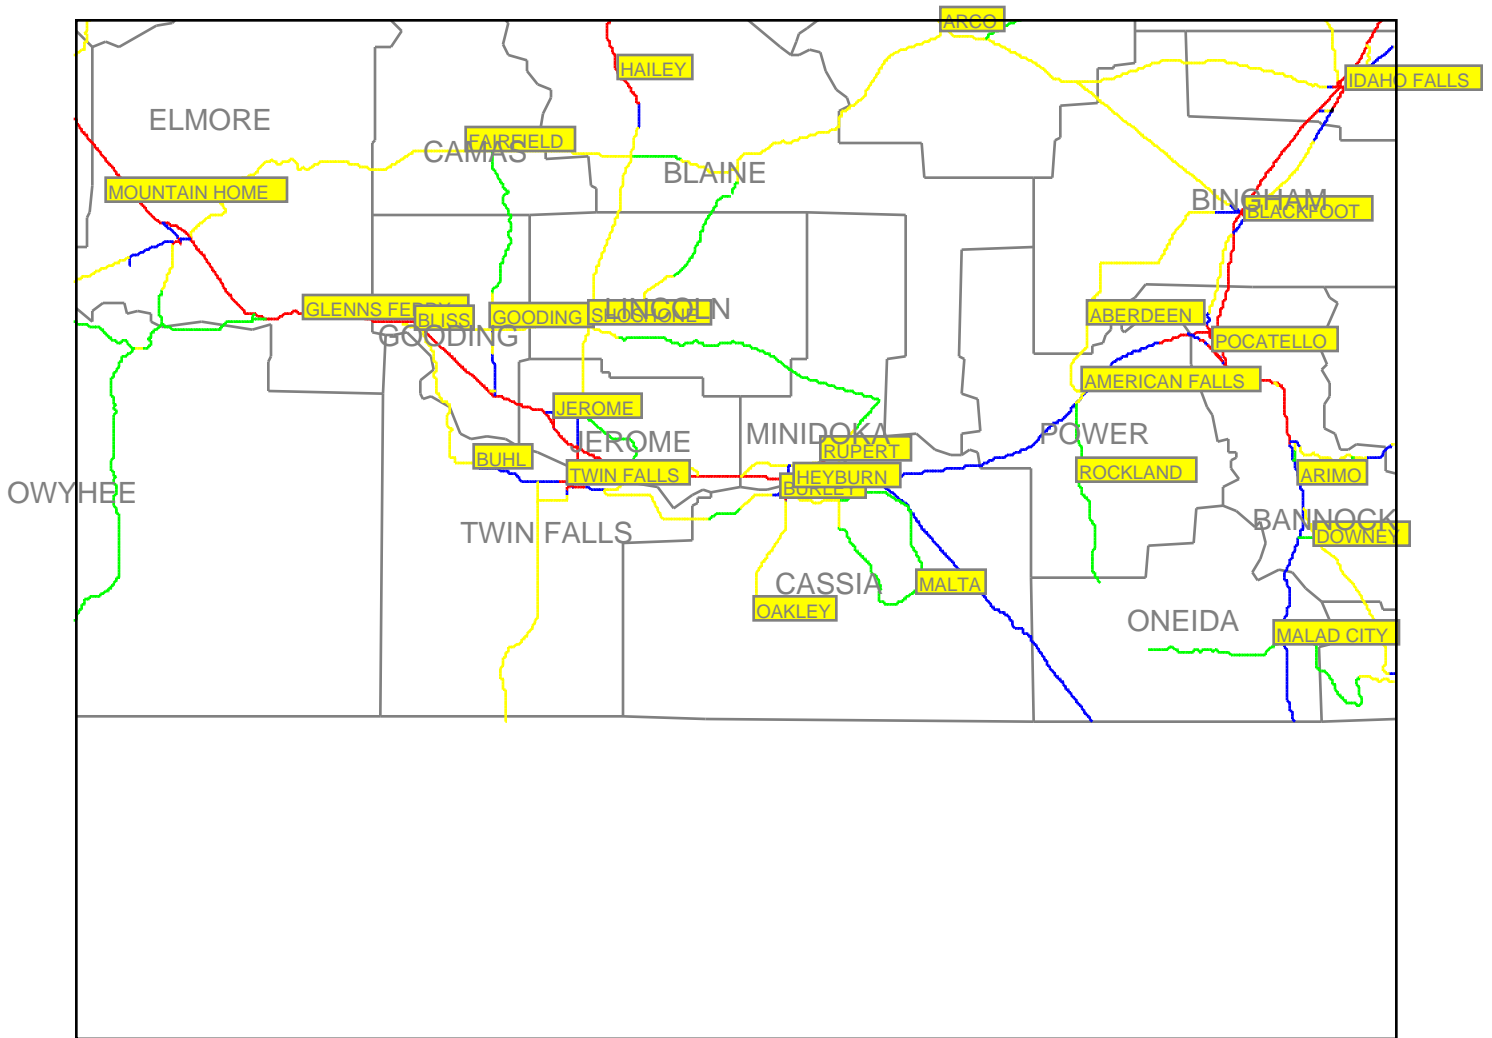 ARCO
HAILEY
IDAHO FALLS
ELMORE
FAIRFIELD
CAMAS
BLAINE
MOUNTAIN HOME
BINGHAM
BLACKFOOT
GLENNS FERRY
BLISS
GOODING
SHOSHONE
LINCOLN
ABERDEEN
GOODING
POCATELLO
AMERICAN FALLS
JEROME
JEROME
MINIDOKA
POWER
RUPERT
BUHL
TWIN FALLS
HEYBURN
BURLEY
ROCKLAND
ARIMO
OWYHEE
TWIN FALLS
BANNOCK
DOWNEY
CASSIA
MALTA
OAKLEY
ONEIDA
MALAD CITY